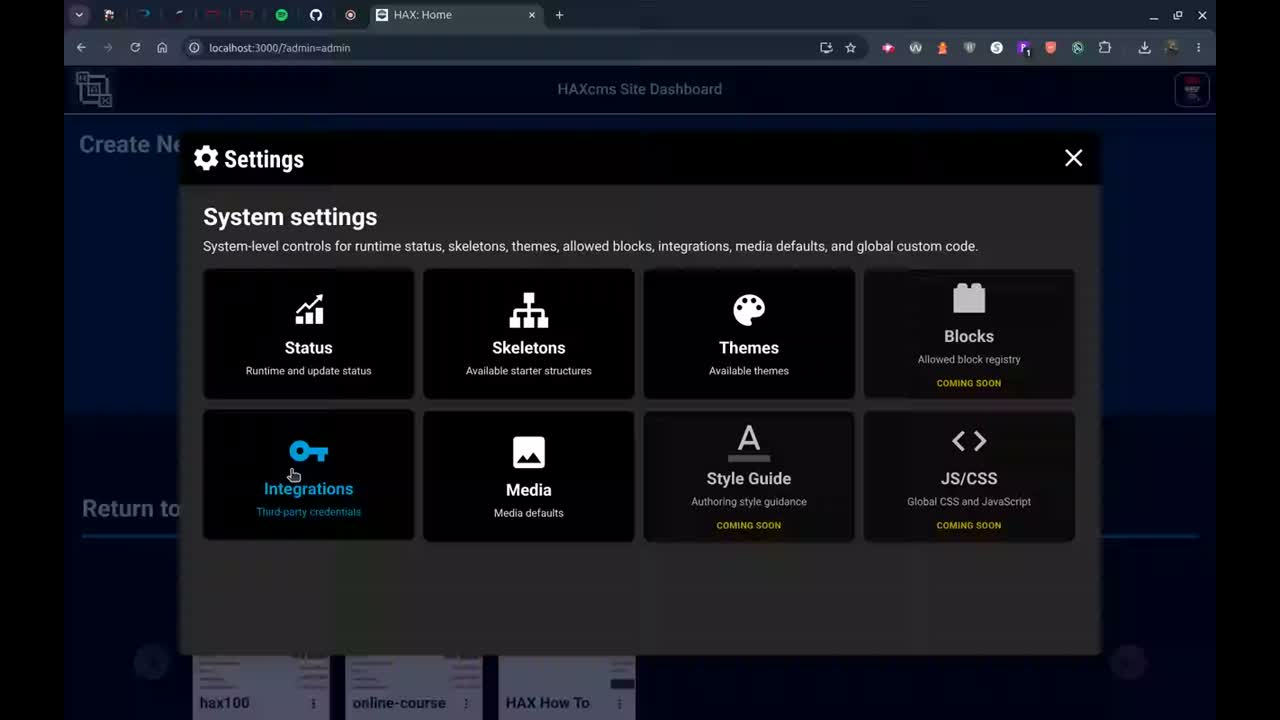 HAX: Home
localhost:3000/?admin=admin
1
HAXcms Site Dashboard
Create Ne
Settings
System settings
System-level controls for runtime status, skeletons, themes, allowed blocks, integrations, media defaults, and global custom code.
Status
Runtime and update status
Skeletons
Available starter structures
Themes
Available themes
Blocks
Allowed block registry
COMING SOON
Integrations
Third-party credentials
Media
Media defaults
Style Guide
Authoring style guidance
COMING SOON
JS/CSS
Global CSS and JavaScript
COMING SOON
Return to
hax100
online-course
HAX How To